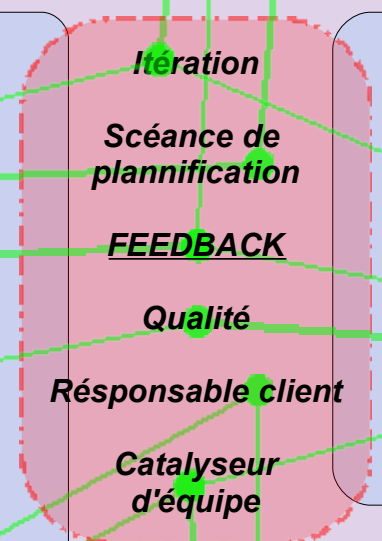 Itération
Scéance de
plannification
FEEDBACK
Qualité
Résponsable client
Catalyseur
d'équipe